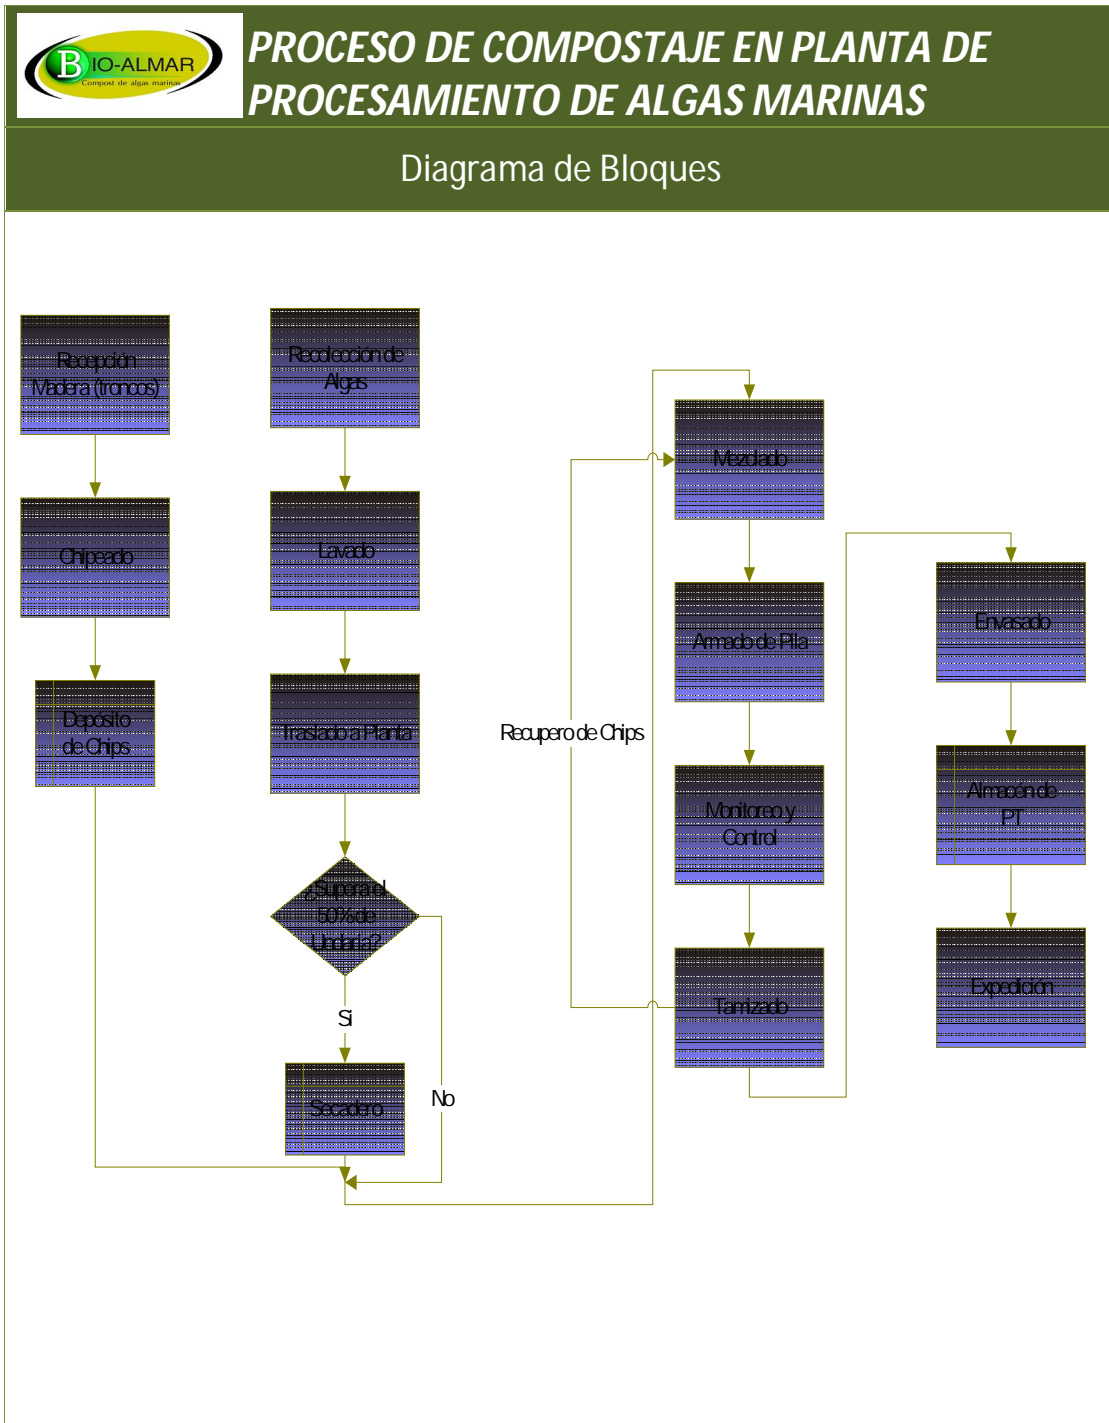 BIO-ALMAR
Compost de algas marinas
PROCESO DE COMPOSTAJE EN PLANTA DE
PROCESAMIENTO DE ALGAS MARINAS
Diagrama de Bloques
Recepción
Madera (troncos)
Chipeado
Depósito
de Chips
Recolección de
Algas
Lavado
Traslado a Planta
¿Supera el
50% de
Undaria?
Si
No
Secadero
Recupero de Chips
Mezclado
Armado de Pila
Monitoreo y
Control
Tamizado
Envasado
Almacén de
PT
Expedición